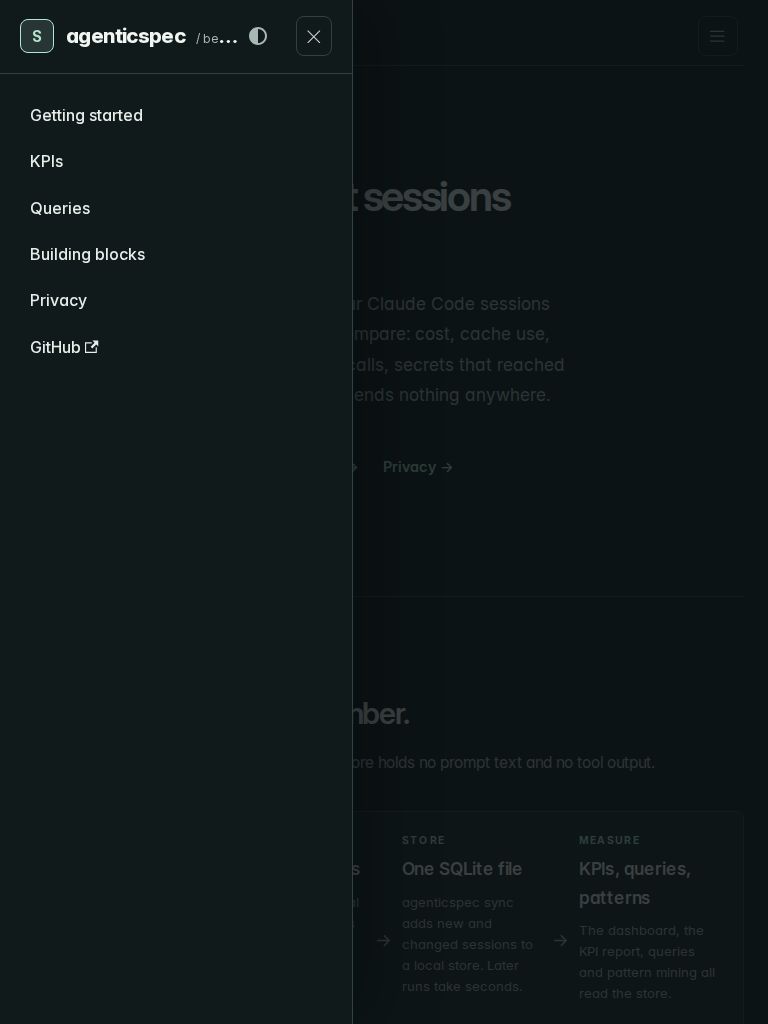 S agenticspec / be...
Getting started
KPIs
Queries
Building blocks
Privacy
GitHub
t sessions
ur Claude Code sessions
mpare: cost, cache use,
calls, secrets that reached
ends nothing anywhere.
Privacy →
nber.
ore holds no prompt text and no tool output.
s
al
s
→
STORE
One SQLite file
agenticspec sync
adds new and
changed sessions to
a local store. Later
runs take seconds.
→
MEASURE
KPIs, queries,
patterns
The dashboard, the
KPI report, queries
and pattern mining all
read the store.